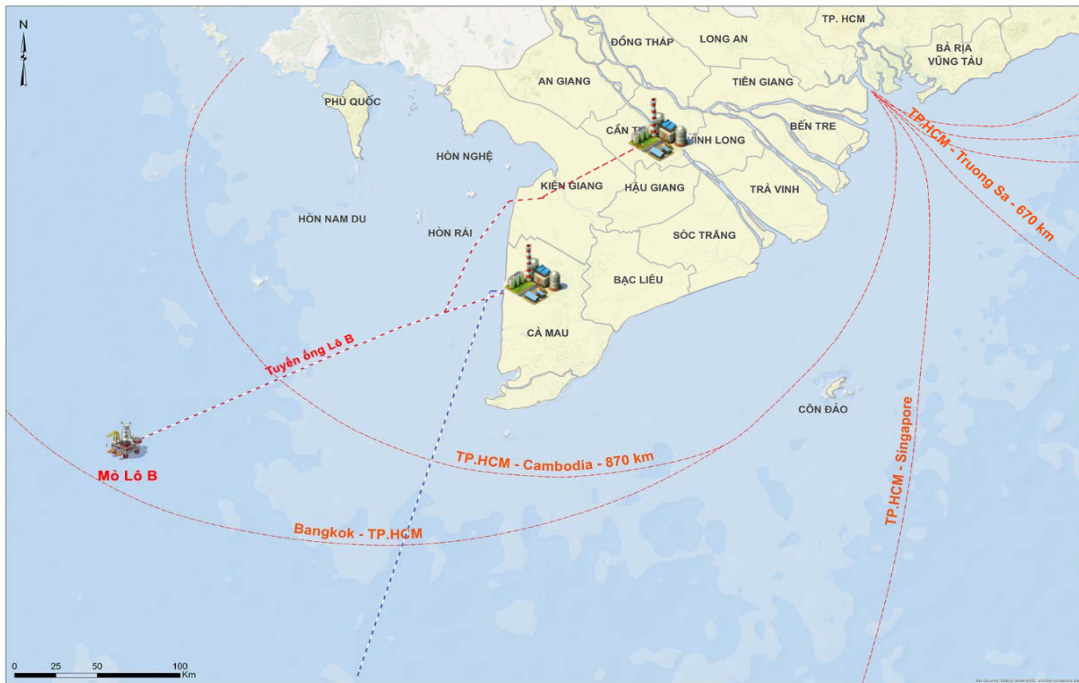 N
TP. HCM
LONG AN
ĐỒNG THÁP
BÀ RỊA
VŨNG TÀU
AN GIANG
TIỀN GIANG
PHÚ QUỐC
CẦN T
VĨNH LONG
BẾN TRE
TP.HCM - Truong Sa - 670 km
HÒN NGHỆ
KIÊN GIANG
HẬU GIANG
TRÀ VINH
HÒN NAM DU
HÒN RÁI
SÓC TRĂNG
BẠC LIÊU
CẢ MAU
Tuyến ống Lô B
CÔN ĐẢO
TP.HCM - Singapore
TP.HCM - Cambodia - 870 km
Mỏ Lô B
Bangkok - TP.HCM
0 25 50 100
Km